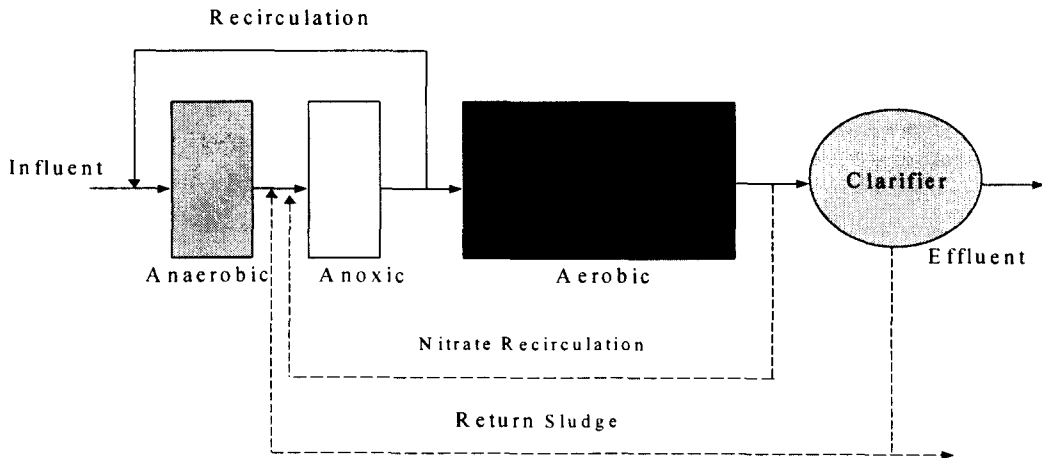 Recirculation
Influent
Clarifier
Anaerobic
Anoxic
Aerobic
Effluent
Nitrate Recirculation
Return Sludge